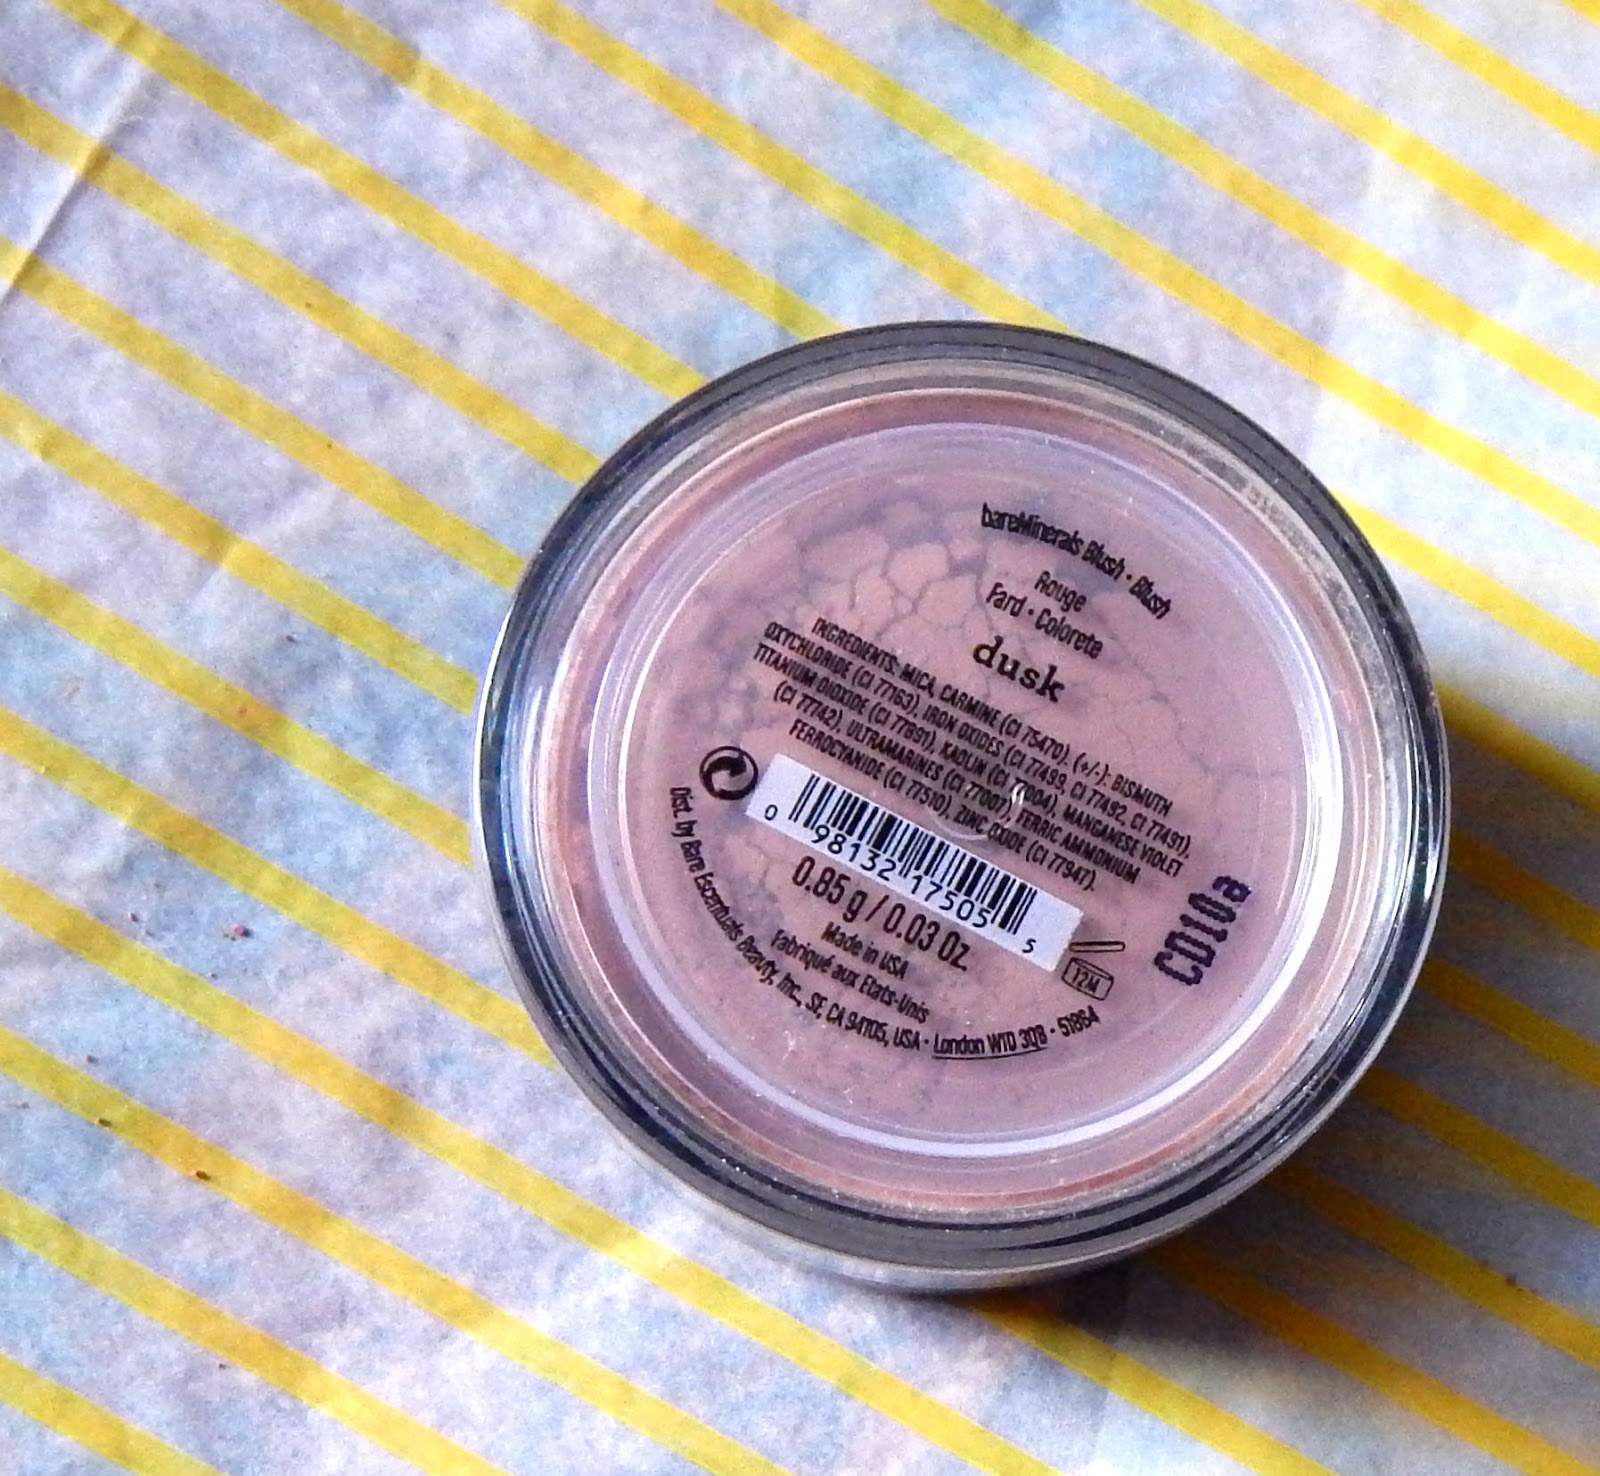 bareMinerals Blush • Blush
Rouge
Fard • Colorete
dusk
INGREDIENTS: MICA, CARMINE (CI 75470). (+/-): BISMUTH
OXYCHLORIDE (CI 77163), IRON OXIDES (CI 77499, CI 77492, CI 77491),
TITANIUM DIOXIDE (CI 77891), KAOLIN (CI 77004), MANGANESE VIOLET
(CI 77742), ULTRAMARINES (CI 77007), FERRIC AMMONIUM
FERROCYANIDE (CI 77510), ZINC OXIDE (CI 77947).
0 98132 17505 5
0.85 g / 0.03 Oz.
Made in USA
Fabriqué aux Etats-Unis
Dist. by Bare Escentuals Beauty, Inc., SF, CA 94105, USA • London W1D 3QB • 51864
12M
CD10a